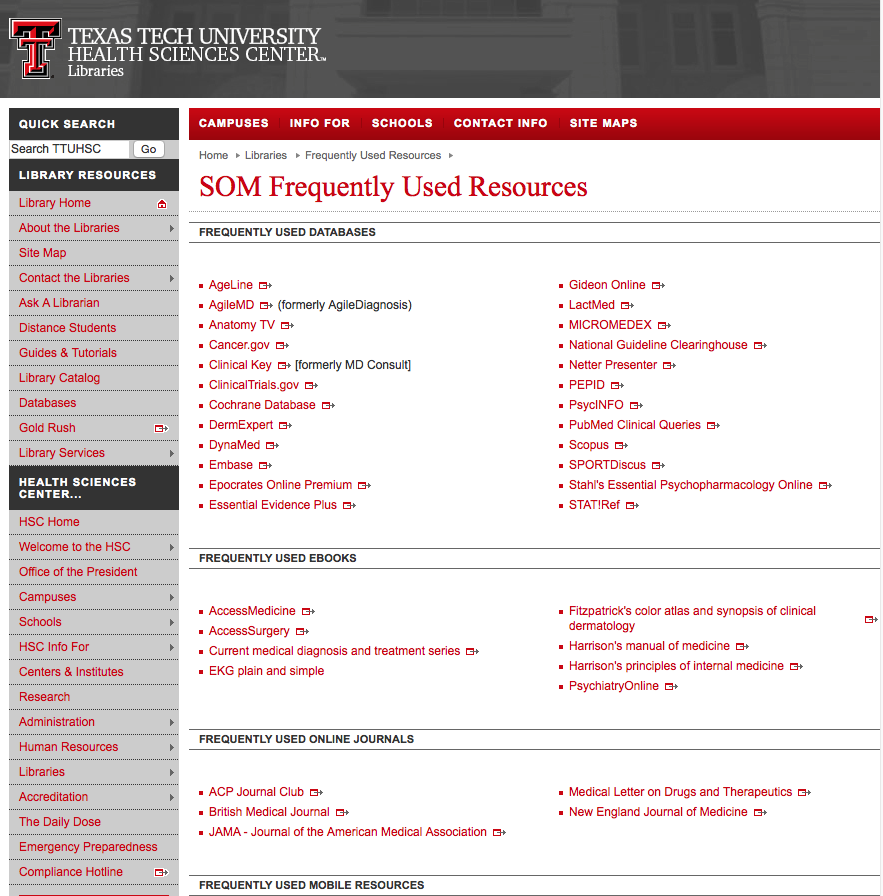 TEXAS TECH UNIVERSITY
HEALTH SCIENCES CENTER™
Libraries
QUICK SEARCH
Search TTUHSC Go
LIBRARY RESOURCES
Library Home
About the Libraries
Site Map
Contact the Libraries
Ask A Librarian
Distance Students
Guides & Tutorials
Library Catalog
Databases
Gold Rush
Library Services
HEALTH SCIENCES
CENTER...
HSC Home
Welcome to the HSC
Office of the President
Campuses
Schools
HSC Info For
Centers & Institutes
Research
Administration
Human Resources
Libraries
Accreditation
The Daily Dose
Emergency Preparedness
Compliance Hotline
CAMPUSES INFO FOR SCHOOLS CONTACT INFO SITE MAPS
Home Libraries Frequently Used Resources
SOM Frequently Used Resources
FREQUENTLY USED DATABASES
AgeLine
AgileMD (formerly AgileDiagnosis)
Anatomy TV
Cancer.gov
Clinical Key [formerly MD Consult]
ClinicalTrials.gov
Cochrane Database
DermExpert
DynaMed
Embase
Epocrates Online Premium
Essential Evidence Plus
Gideon Online
LactMed
MICROMEDEX
National Guideline Clearinghouse
Netter Presenter
PEPID
PsycINFO
PubMed Clinical Queries
Scopus
SPORTDiscus
Stahl's Essential Psychopharmacology Online
STAT!Ref
FREQUENTLY USED EBOOKS
AccessMedicine
AccessSurgery
Current medical diagnosis and treatment series
EKG plain and simple
Fitzpatrick's color atlas and synopsis of clinical
dermatology
Harrison's manual of medicine
Harrison's principles of internal medicine
PsychiatryOnline
FREQUENTLY USED ONLINE JOURNALS
ACP Journal Club
British Medical Journal
JAMA - Journal of the American Medical Association
Medical Letter on Drugs and Therapeutics
New England Journal of Medicine
FREQUENTLY USED MOBILE RESOURCES